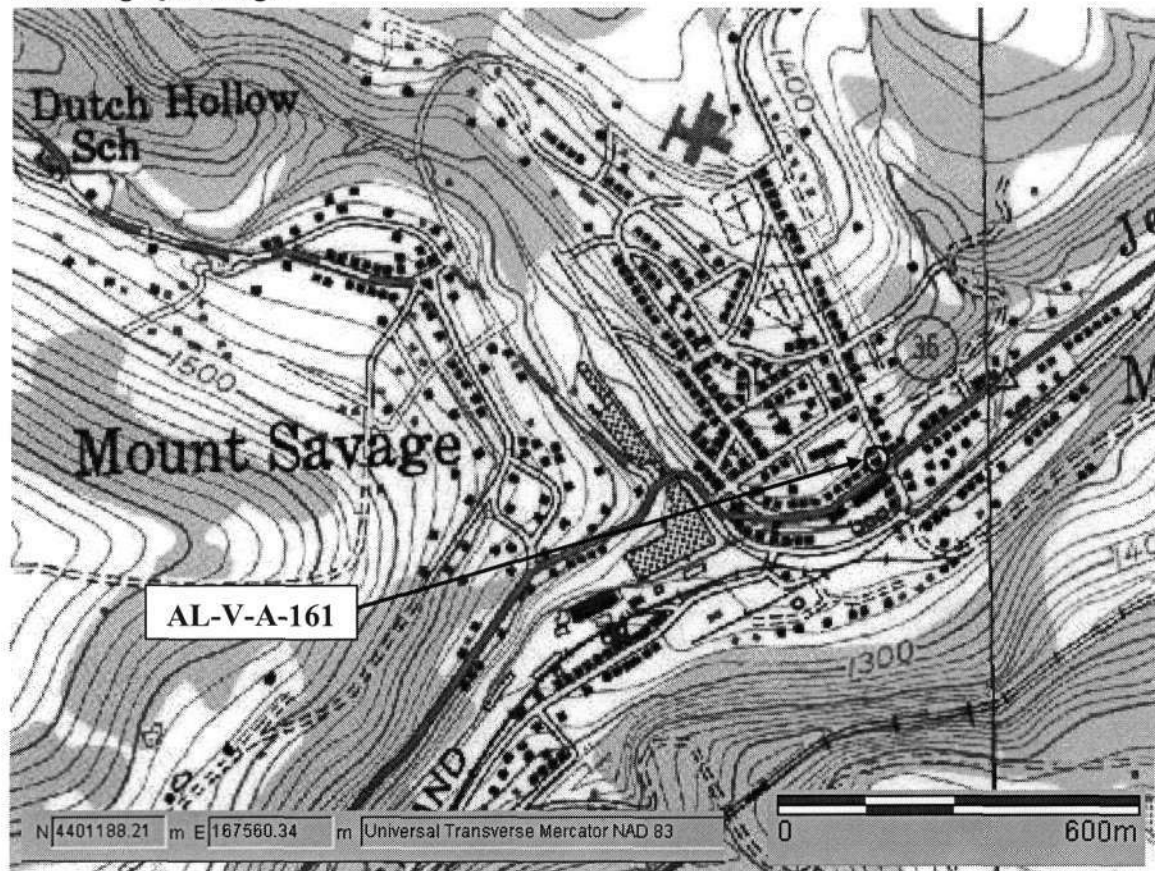 1400
Dutch Hollow
Sch
36
1500
Mount Savage
M
AL-V-A-161
1300
AND
N 4401188.21 m E 167560.34 m Universal Transverse Mercator NAD 83
0 600m